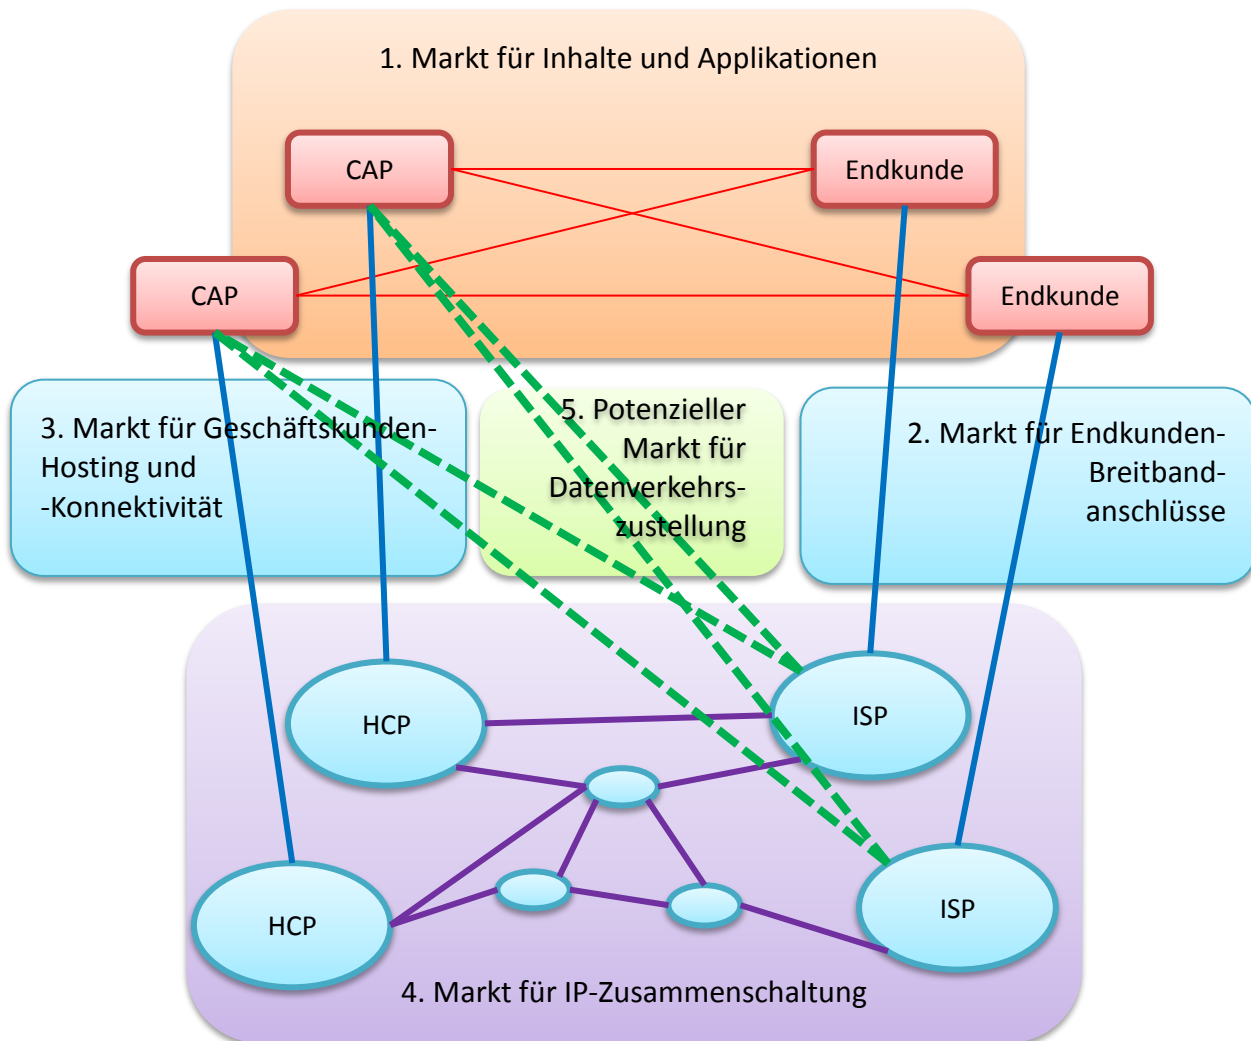 1. Markt für Inhalte und Applikationen
CAP
Endkunde
CAP
Endkunde
3. Markt für Geschäftskunden-
Hosting und
-Konnektivität
5. Potenzieller
Markt für
Datenverkehrs-
zustellung
2. Markt für Endkunden-
Breitband-
anschlüsse
HCP
ISP
HCP
ISP
4. Markt für IP-Zusammenschaltung